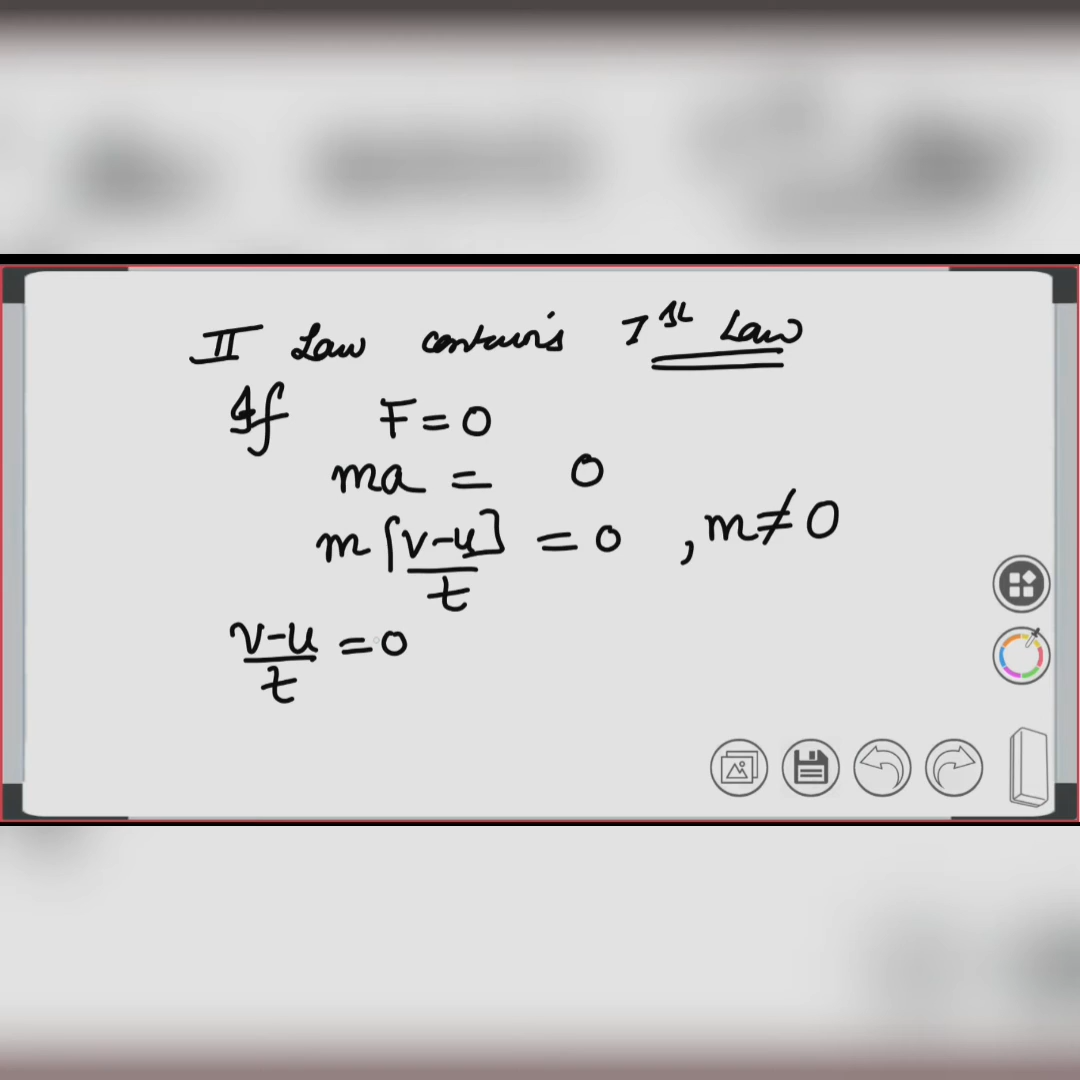 II Law contains 1st Law
If F = 0
ma = 0
m[v-u]/t = 0 , m ≠ 0
v-u/t = 0